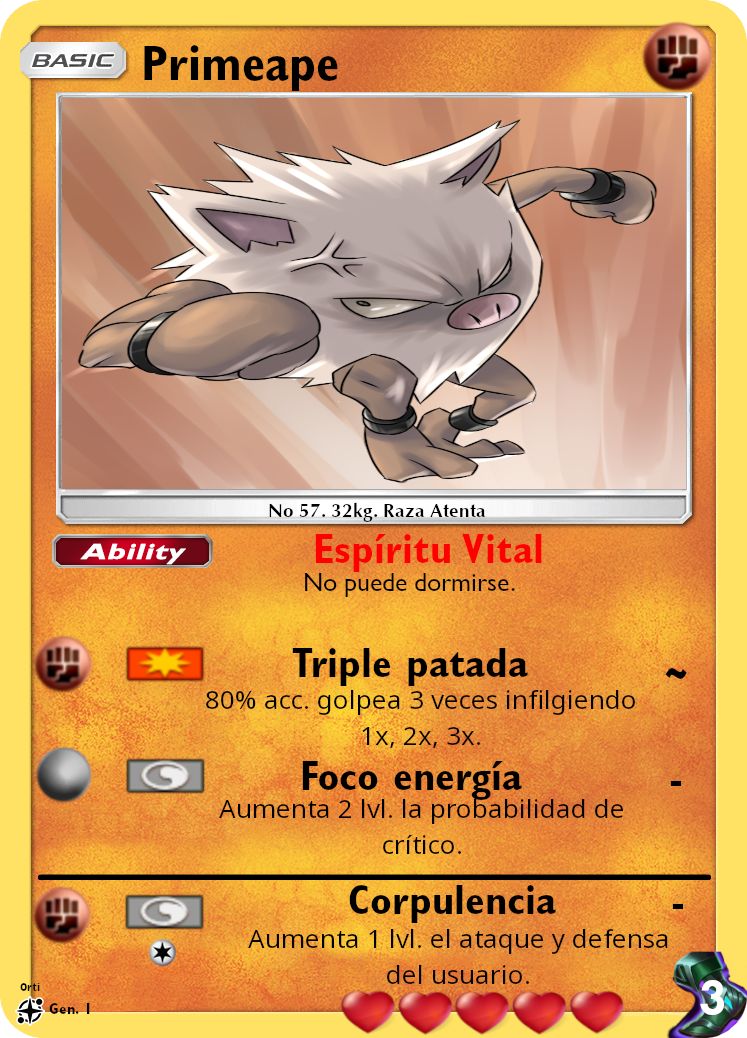 BASIC Primeape
No 57. 32kg. Raza Atenta
Ability Espíritu Vital
No puede dormirse.
Triple patada ~
80% acc. golpea 3 veces infilgiendo
1x, 2x, 3x.
Foco energía -
Aumenta 2 lvl. la probabilidad de
crítico.
Corpulencia -
Aumenta 1 lvl. el ataque y defensa
del usuario.
Orti
Gen. 1
3